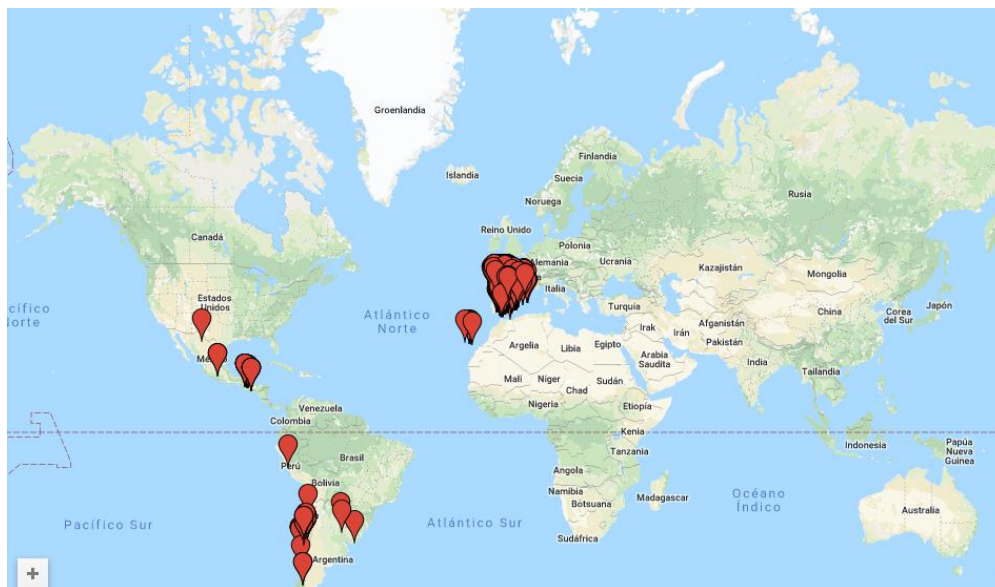 Groenlandia
Islandia
Finlandia
Suecia
Noruega
Rusia
Reino Unido
Polonia
Canadá
Alemania
Ucrania
Kazajistán
Mongolia
Italia
Estados
Unidos
Atlántico
Norte
Turquía
Japón
Corea
del Sur
China
Irak
Irán
Afganistán
Pakistán
Argelia
Libia
Egipto
Arabia
Saudita
India
Malí
Níger
Chad
Sudán
Tailandia
Nigeria
Etiopía
Venezuela
Colombia
Kenia
Indonesia
Papúa
Nueva
Guinea
Tanzania
Perú
Brasil
Angola
Bolivia
Namibia
Botsuana
Madagascar
Océano
Índico
Australia
Pacífico Sur
Atlántico Sur
Sudáfrica
Argentina
+